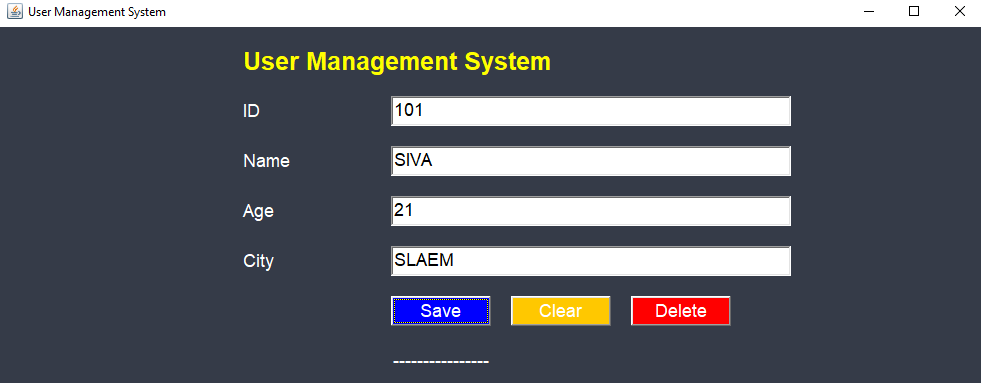 User Management System
User Management System
ID 101
Name SIVA
Age 21
City SLAEM
Save Clear Delete
----------------